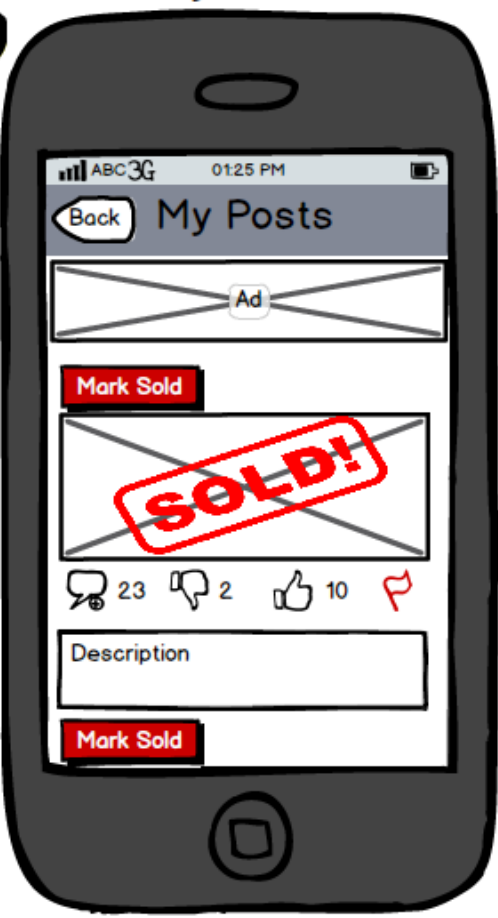 ABC 3G 01:25 PM
Back My Posts
Ad
Mark Sold
SOLD!
23 2 10
Description
Mark Sold